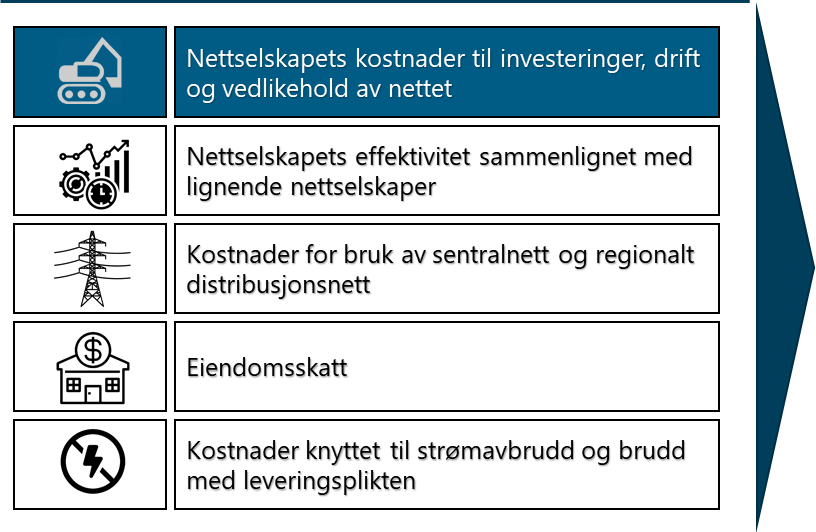 Nettselskapets kostnader til investeringer, drift
og vedlikehold av nettet
Nettselskapets effektivitet sammenlignet med
lignende nettselskaper
Kostnader for bruk av sentralnett og regionalt
distribusjonsnett
$
Eiendomsskatt
Kostnader knyttet til strømavbrudd og brudd
med leveringsplikten